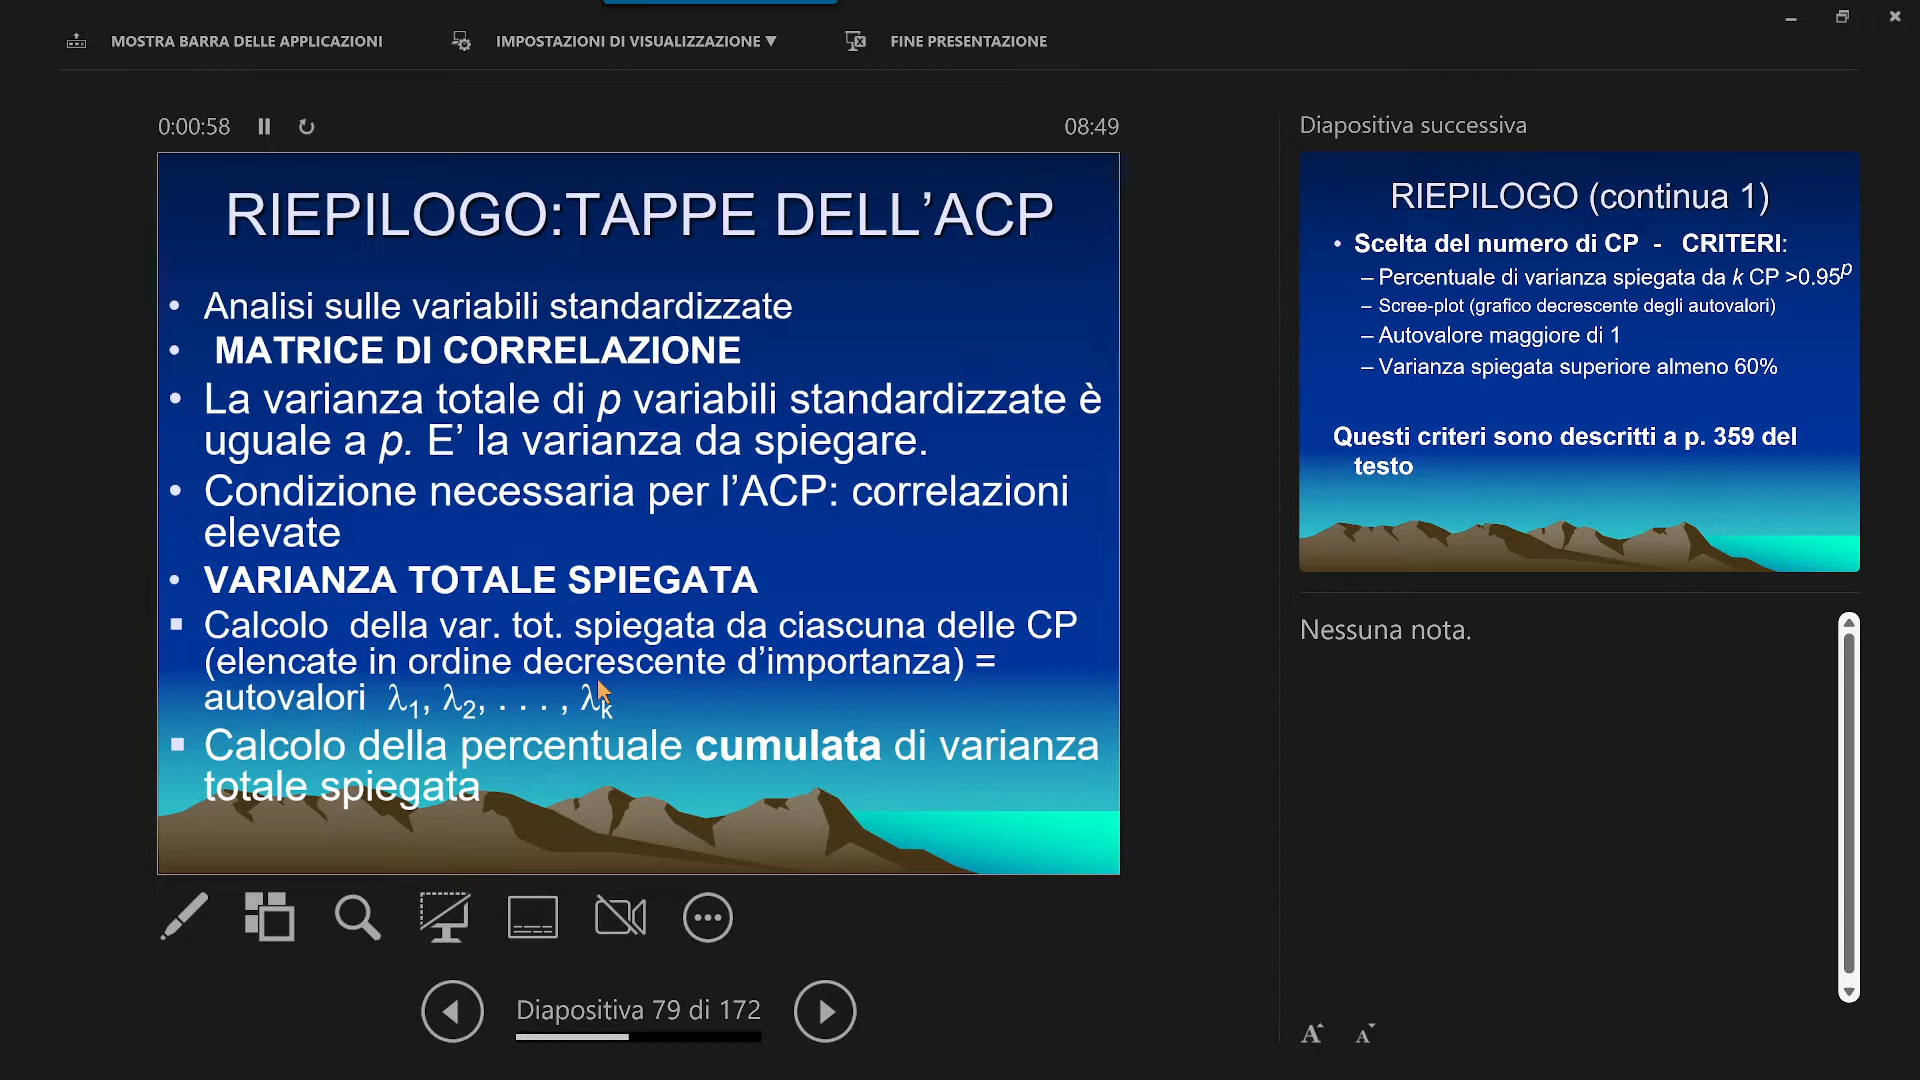 MOSTRA BARRA DELLE APPLICAZIONI
IMPOSTAZIONI DI VISUALIZZAZIONE ▼
FINE PRESENTAZIONE
0:00:58
08:49
RIEPILOGO:TAPPE DELL’ACP
• Analisi sulle variabili standardizzate
• MATRICE DI CORRELAZIONE
• La varianza totale di p variabili standardizzate è
uguale a p. E’ la varianza da spiegare.
• Condizione necessaria per l’ACP: correlazioni
elevate
• VARIANZA TOTALE SPIEGATA
▪ Calcolo della var. tot. spiegata da ciascuna delle CP
(elencate in ordine decrescente d’importanza) =
autovalori λ1, λ2, . . . , λk
▪ Calcolo della percentuale cumulata di varianza
totale spiegata
Diapositiva 79 di 172
Diapositiva successiva
RIEPILOGO (continua 1)
• Scelta del numero di CP - CRITERI:
– Percentuale di varianza spiegata da k CP >0.95^p
– Scree-plot (grafico decrescente degli autovalori)
– Autovalore maggiore di 1
– Varianza spiegata superiore almeno 60%
Questi criteri sono descritti a p. 359 del
testo
Nessuna nota.
A A